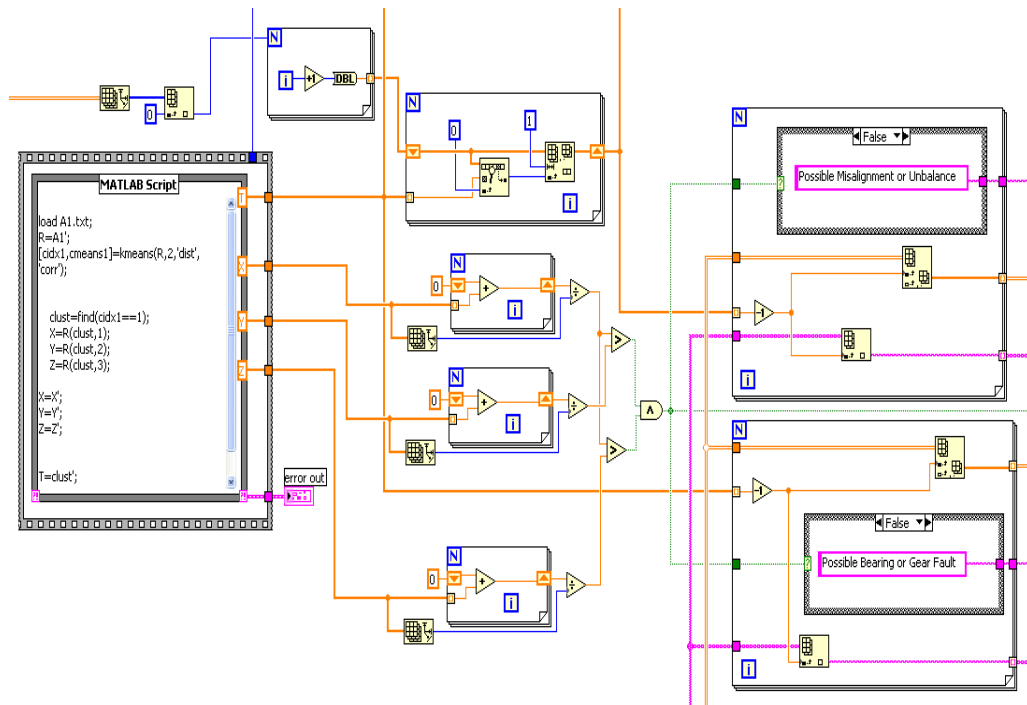 N
i
+1
DBL
0
N
0
1
i
MATLAB Script
load A1.txt;
R=A1';
[cidx1,cmeans1]=kmeans(R,2,'dist',
'corr');
clust=find(cidx1==1);
X=R(clust,1);
Y=R(clust,2);
Z=R(clust,3);
X=X';
Y=Y';
Z=Z';
T=clust';
T
X
Y
Z
error out
N
0
+
i
÷
N
0
+
i
÷
N
0
+
i
÷
>
>
∧
N
False
?
Possible Misalignment or Unbalance
-1
i
N
-1
False
?
Possible Bearing or Gear Fault
i